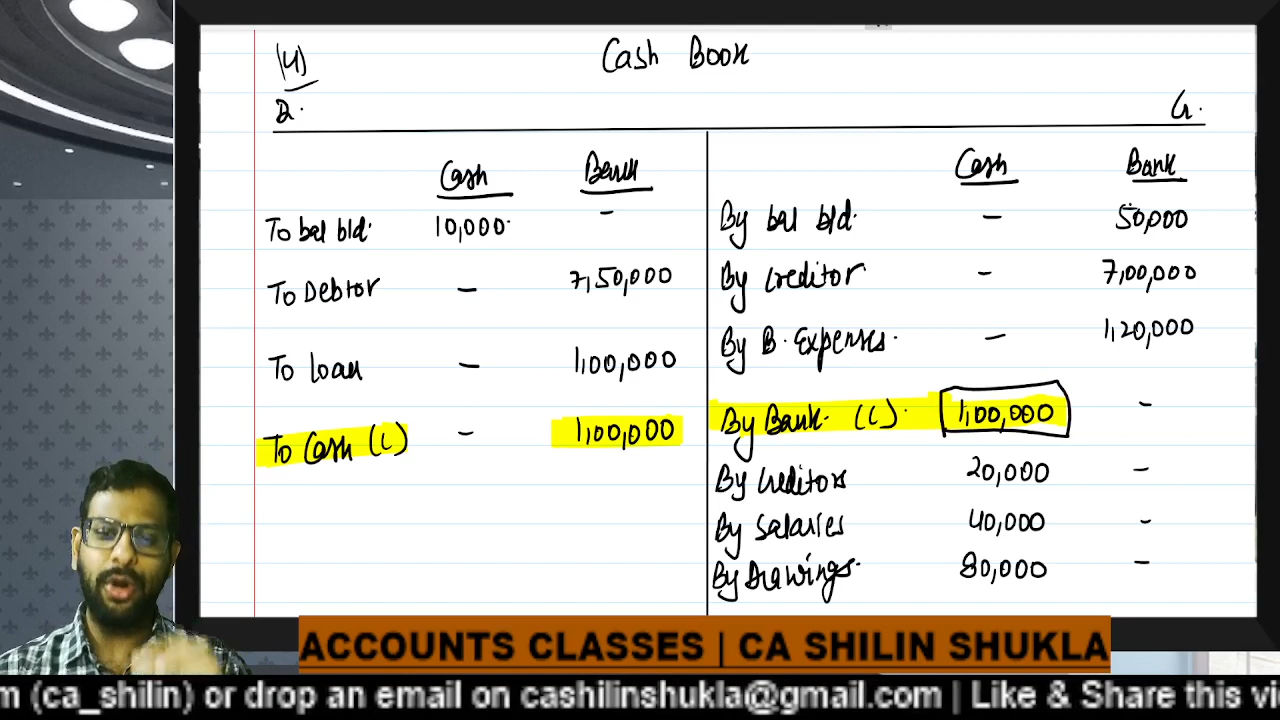 14)
Cash Book
Dr.
Cr.
Cash Bank
Cash Bank
To bal b/d. 10,000. -
By bal b/d. - 50,000
To Debtor - 7,50,000
By Creditor - 7,00,000
By B. Expenses. - 1,20,000
To Loan - 1,00,000
By Bank (C). 1,00,000 -
To Cash (C) - 1,00,000
By Creditors 20,000 -
By Salaries 40,000 -
By Drawings. 80,000 -
ACCOUNTS CLASSES | CA SHILIN SHUKLA
m (ca_shilin) or drop an email on cashilinshukla@gmail.com | Like & Share this vi